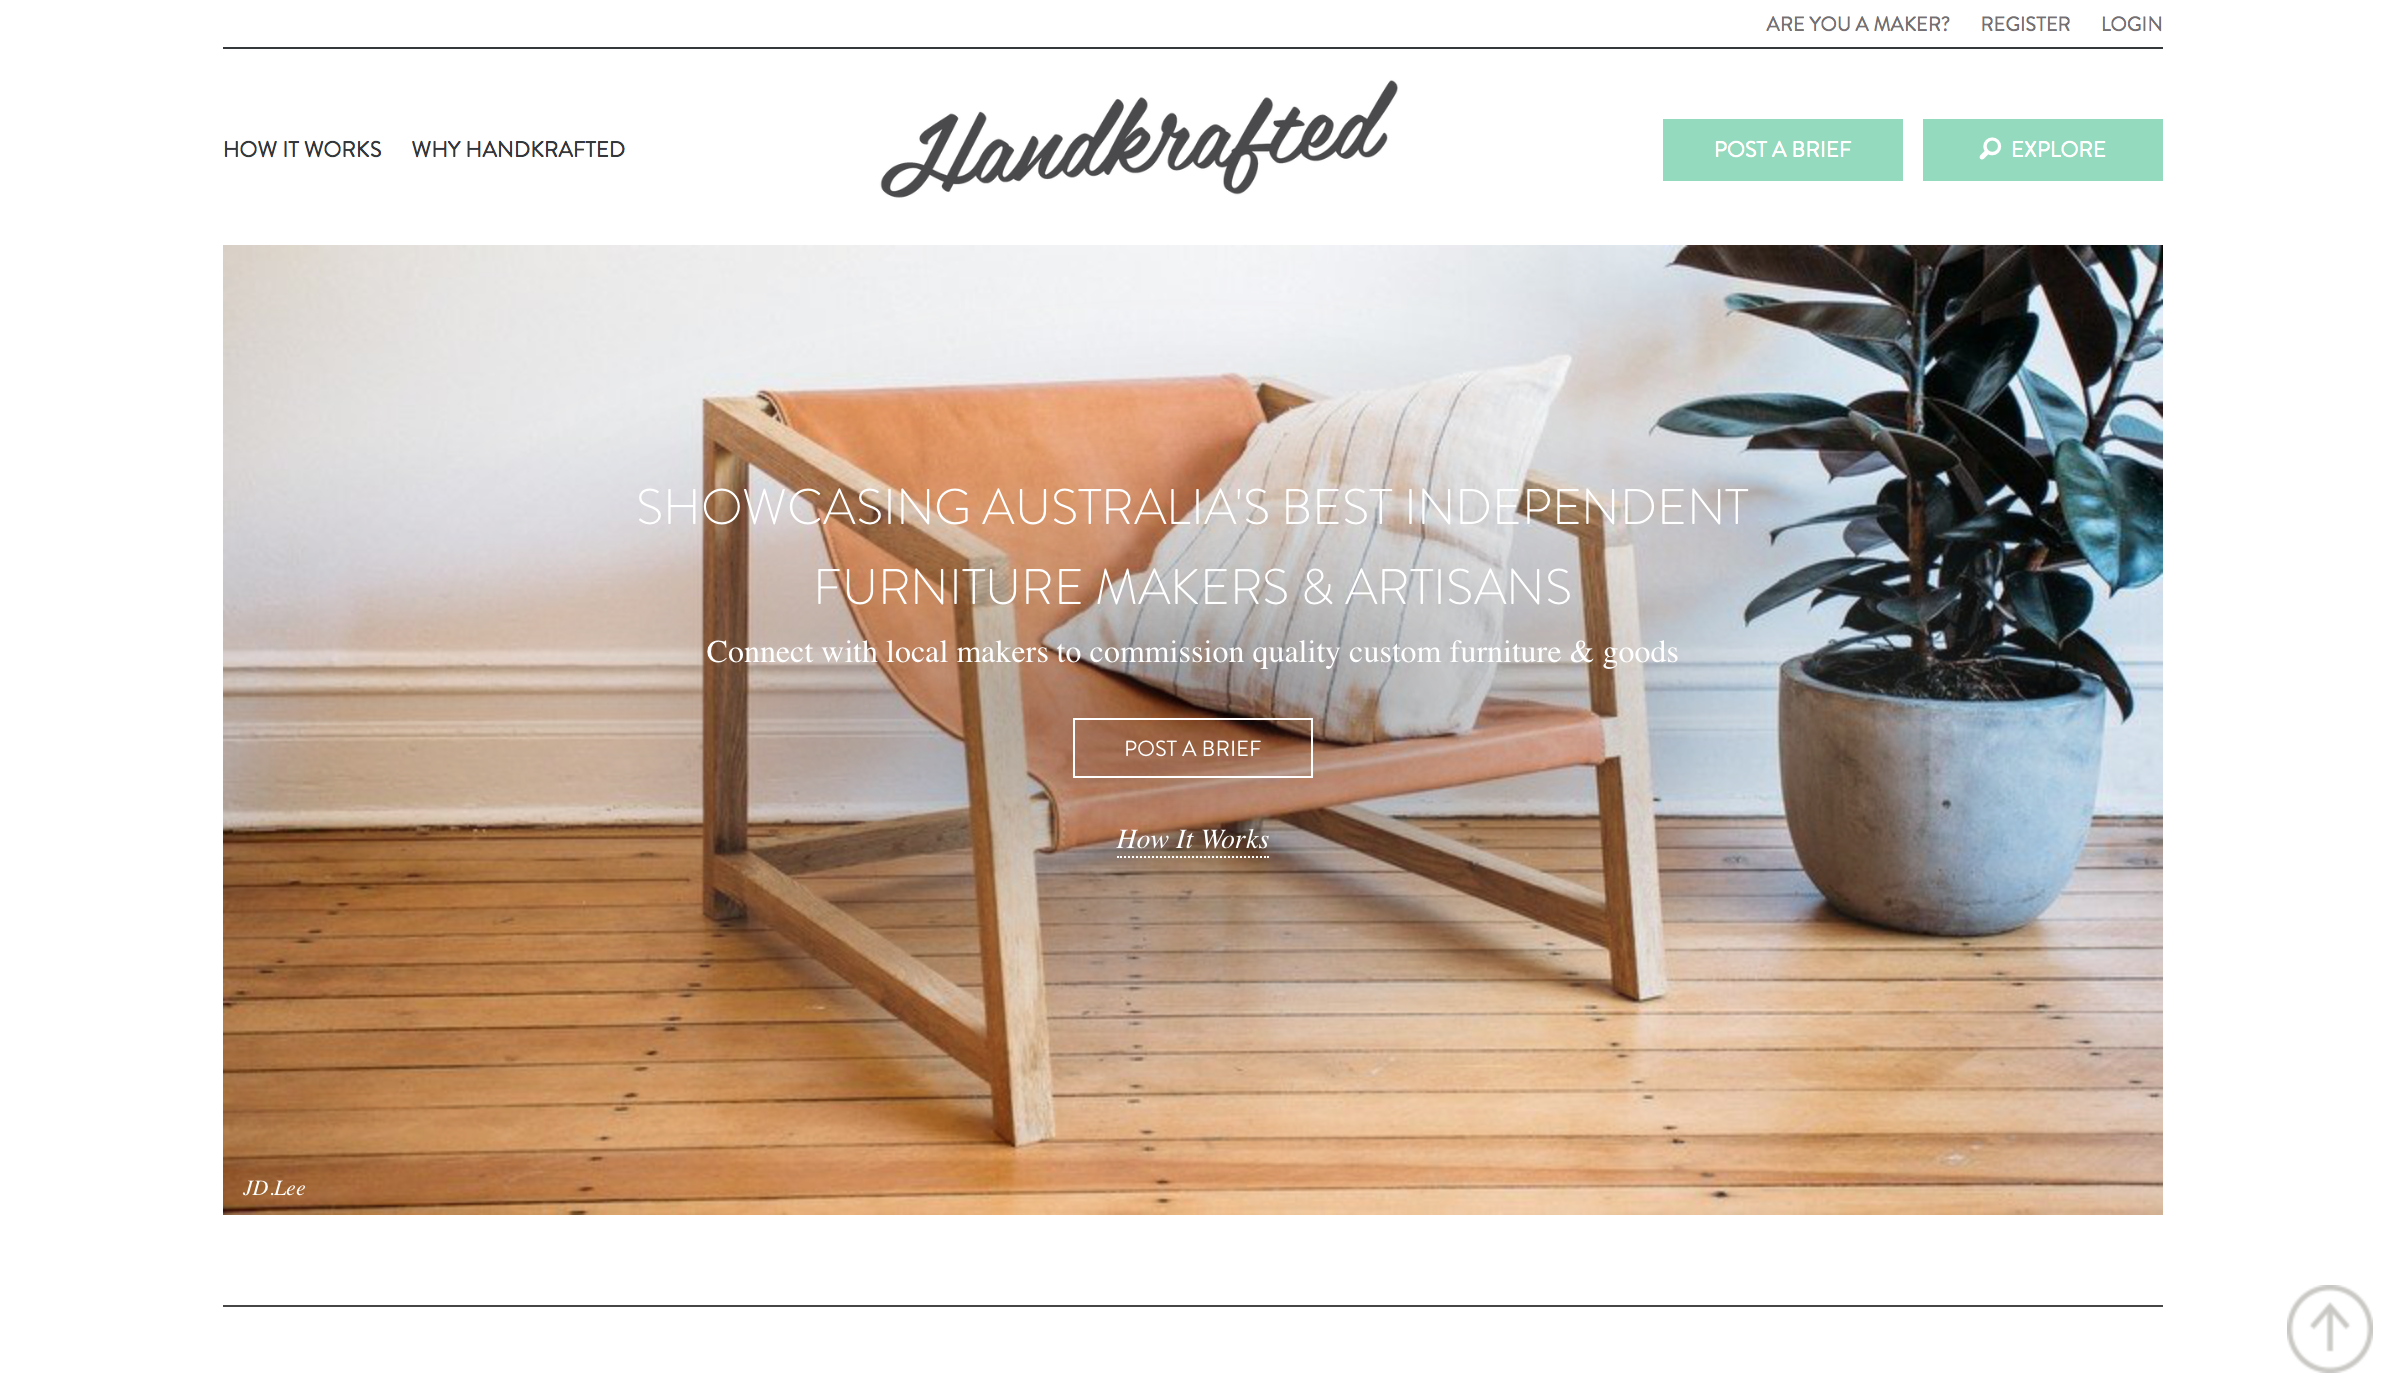 ARE YOU A MAKER? REGISTER LOGIN
HOW IT WORKS WHY HANDKRAFTED
Handkrafted
POST A BRIEF EXPLORE
SHOWCASING AUSTRALIA'S BEST INDEPENDENT
FURNITURE MAKERS & ARTISANS
Connect with local makers to commission quality custom furniture & goods
POST A BRIEF
How It Works
JD.Lee